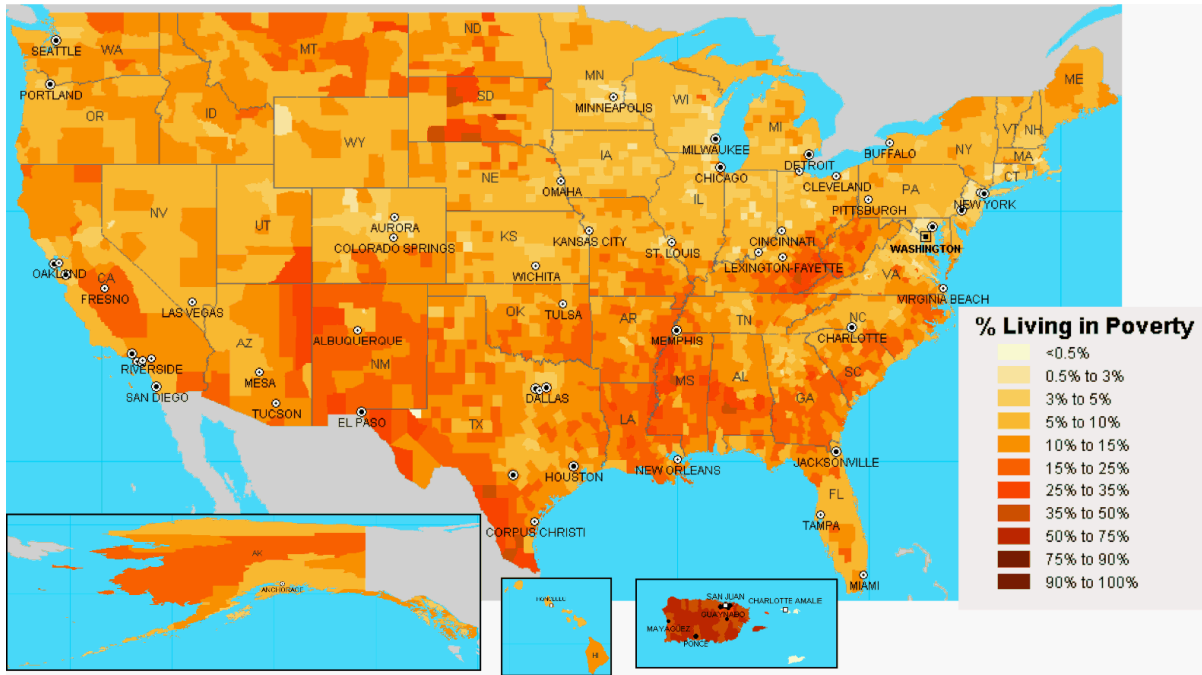 ND
ME
WA
MT
SEATTLE
MN
PORTLAND
OR
ID
SD
MINNEAPOLIS
WI
VT
NH
MI
NY
WY
MILWAUKEE
BUFFALO
MA
IA
DETROIT
CT
NE
OMAHA
CHICAGO
CLEVELAND
PA
NEW YORK
IL
PITTSBURGH
NV
UT
AURORA
COLORADO SPRINGS
KS
KANSAS CITY
CINCINNATI
WASHINGTON
ST. LOUIS
OAKLAND
CA
WICHITA
LEXINGTON-FAYETTE
VA
FRESNO
LAS VEGAS
VIRGINIA BEACH
OK
TULSA
AR
TN
NC
ALBUQUERQUE
MEMPHIS
CHARLOTTE
AZ
RIVERSIDE
NM
MESA
MS
AL
SC
SAN DIEGO
GA
TUCSON
DALLAS
EL PASO
TX
LA
JACKSONVILLE
NEW ORLEANS
HOUSTON
FL
CORPUS CHRISTI
TAMPA
MIAMI
AK
ANCHORAGE
HONOLULU
HI
SAN JUAN
CHARLOTTE AMALIE
GUAYNABO
MAYAGUEZ
PONCE
% Living in Poverty
<0.5%
0.5% to 3%
3% to 5%
5% to 10%
10% to 15%
15% to 25%
25% to 35%
35% to 50%
50% to 75%
75% to 90%
90% to 100%